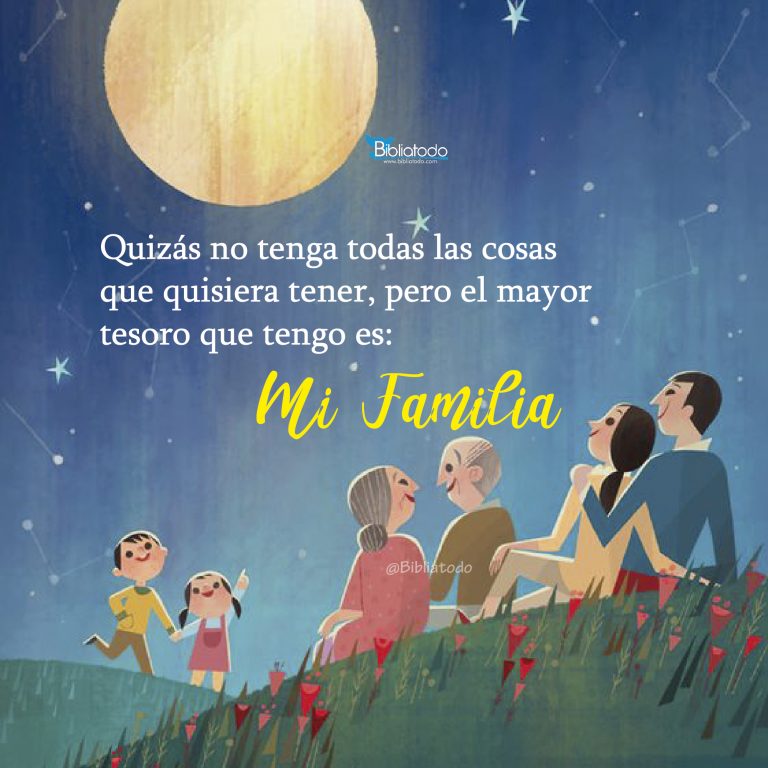 Bibliatodo
www.bibliatodo.com
Quizás no tenga todas las cosas
que quisiera tener, pero el mayor
tesoro que tengo es:
Mi Familia
@Bibliatodo